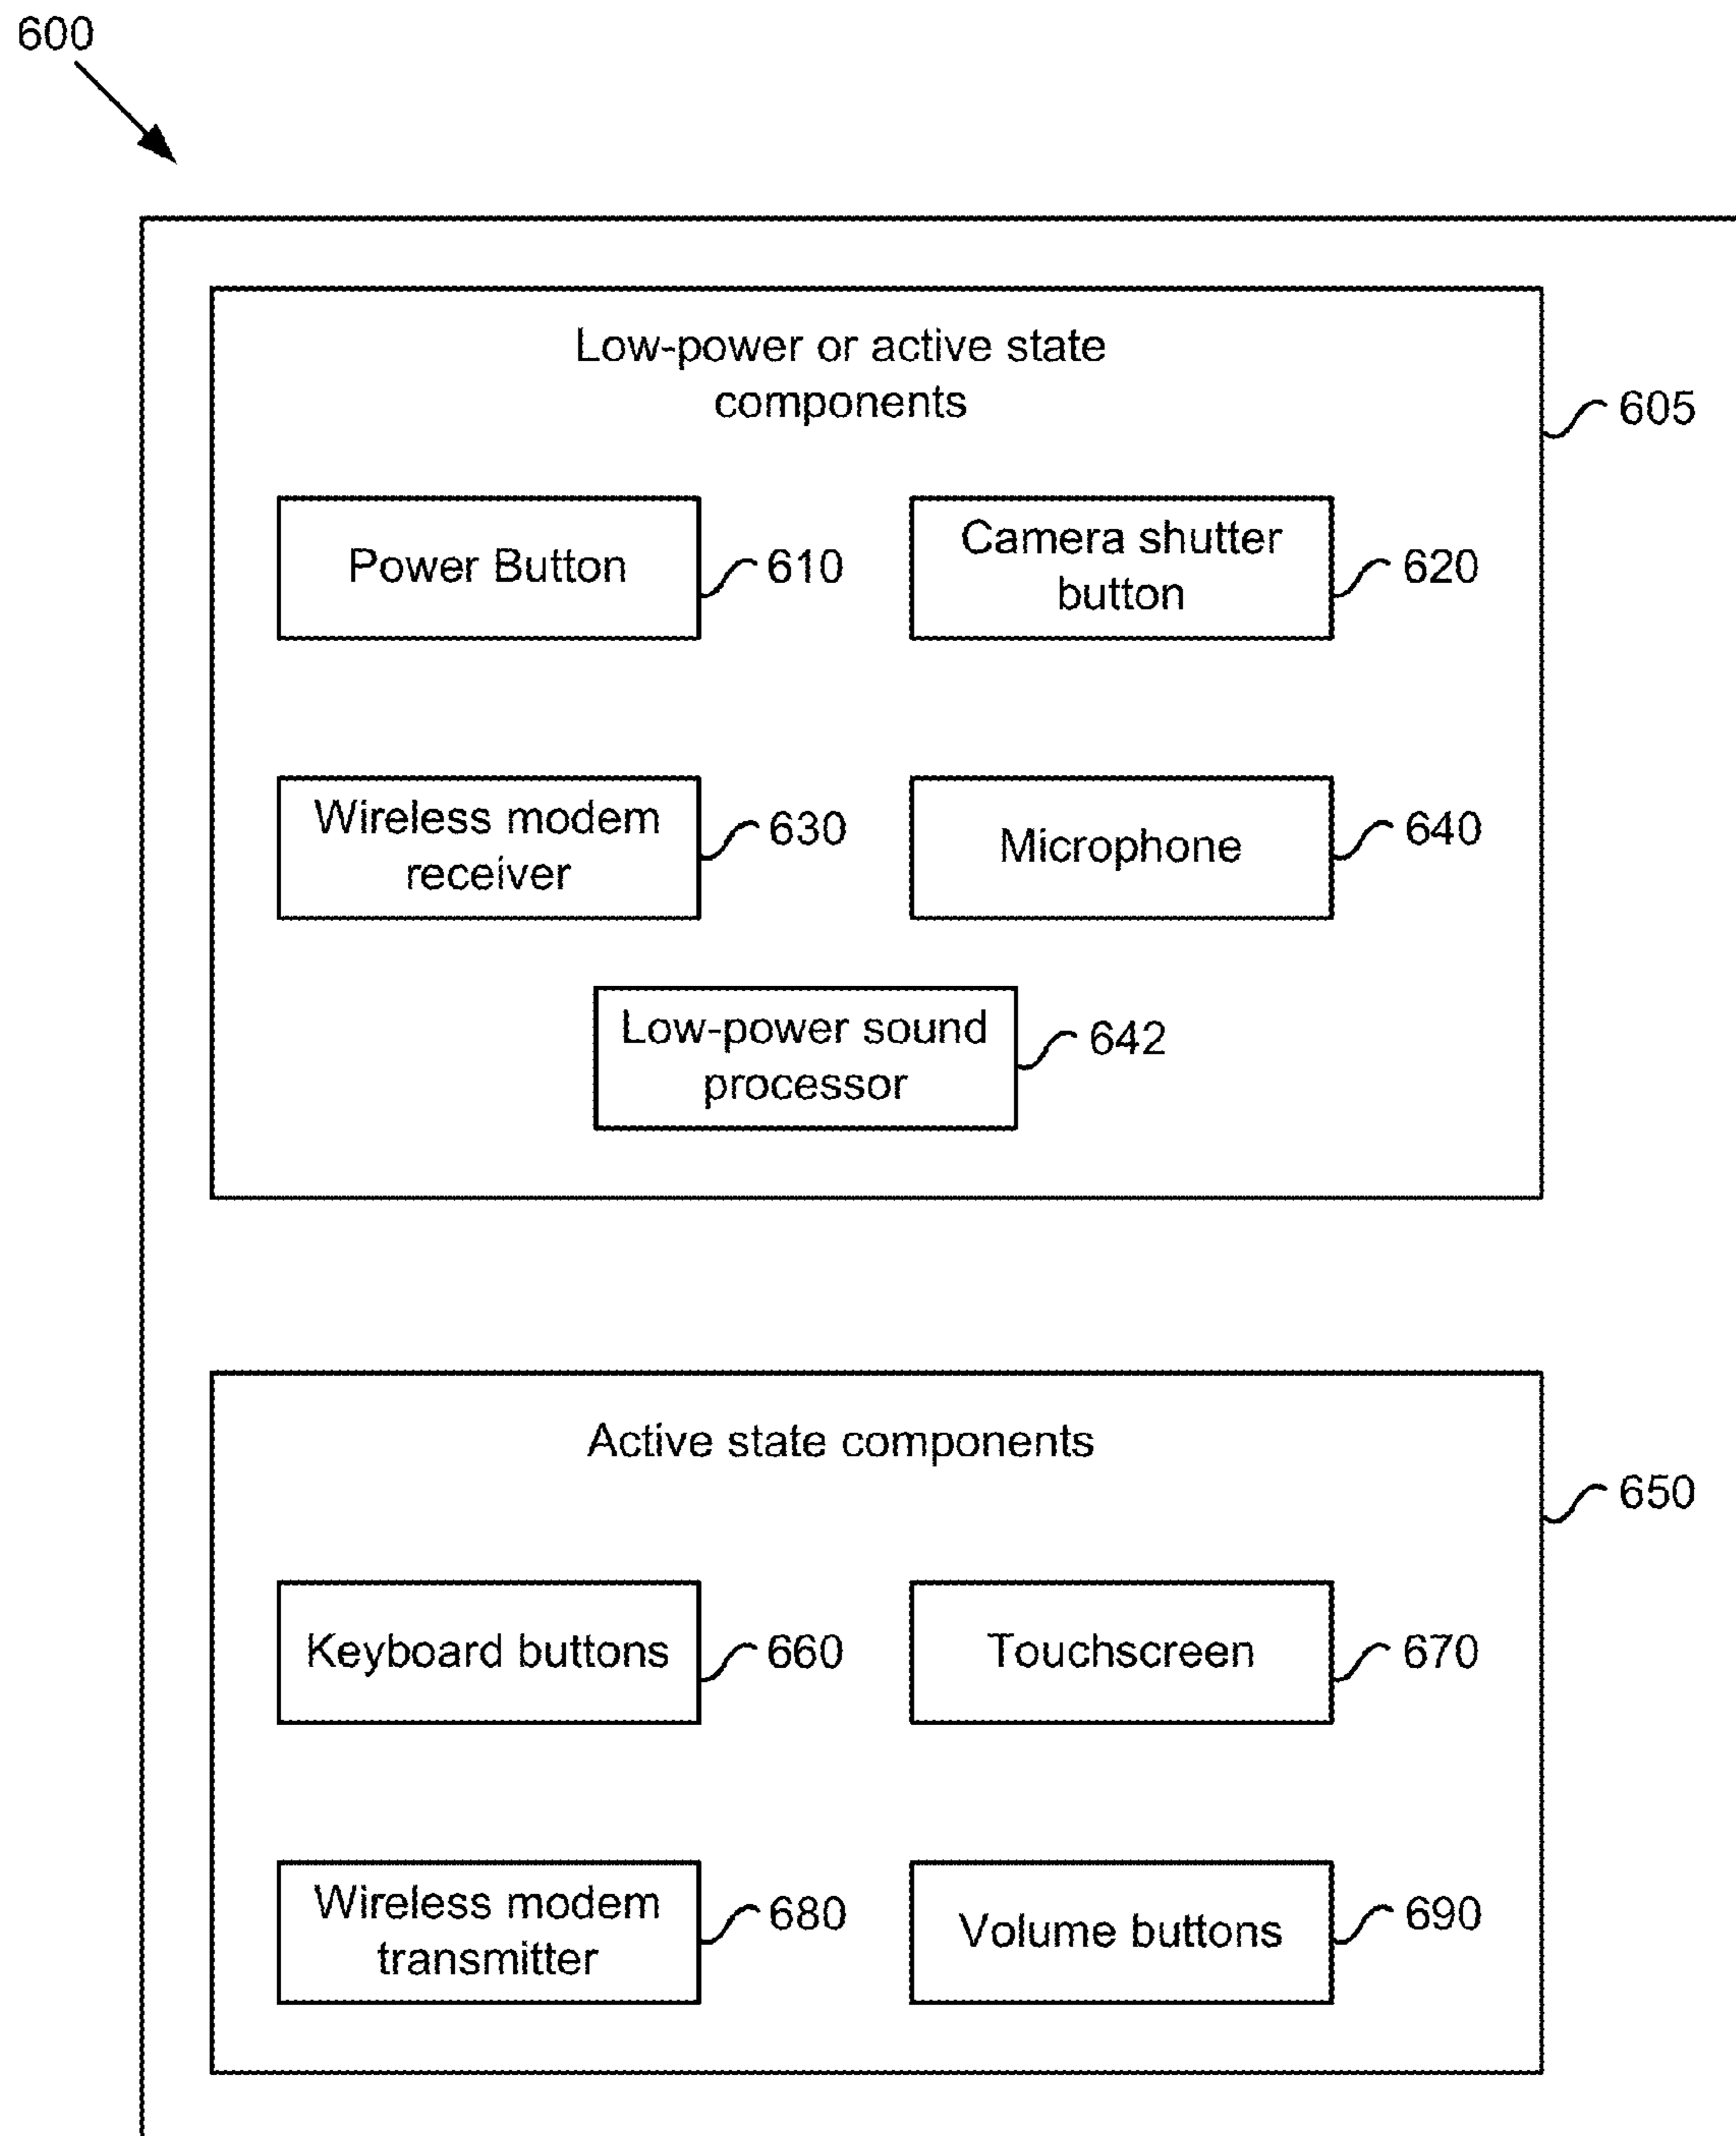 600
Low-power or active state
components
605
Power Button
610
Camera shutter
button
620
Wireless modem
receiver
630
Microphone
640
Low-power sound
processor
642
Active state components
650
Keyboard buttons
660
Touchscreen
670
Wireless modem
transmitter
680
Volume buttons
690